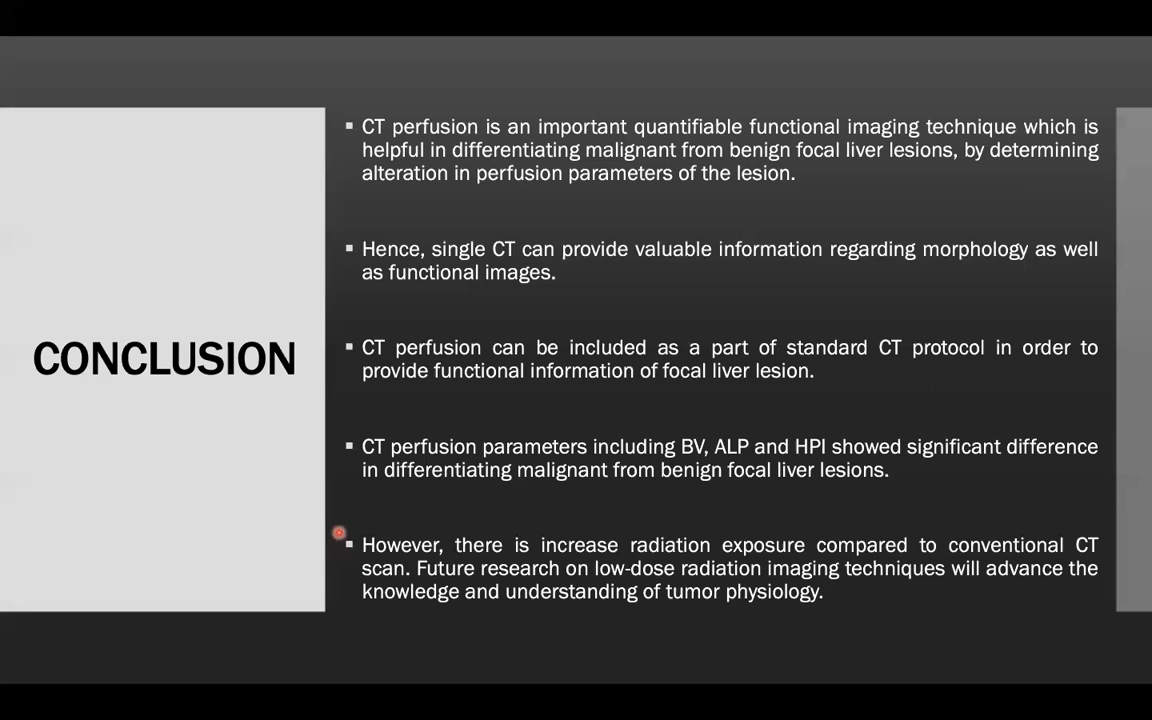 CONCLUSION
▪ CT perfusion is an important quantifiable functional imaging technique which is
helpful in differentiating malignant from benign focal liver lesions, by determining
alteration in perfusion parameters of the lesion.
▪ Hence, single CT can provide valuable information regarding morphology as well
as functional images.
▪ CT perfusion can be included as a part of standard CT protocol in order to
provide functional information of focal liver lesion.
▪ CT perfusion parameters including BV, ALP and HPI showed significant difference
in differentiating malignant from benign focal liver lesions.
▪ However, there is increase radiation exposure compared to conventional CT
scan. Future research on low-dose radiation imaging techniques will advance the
knowledge and understanding of tumor physiology.